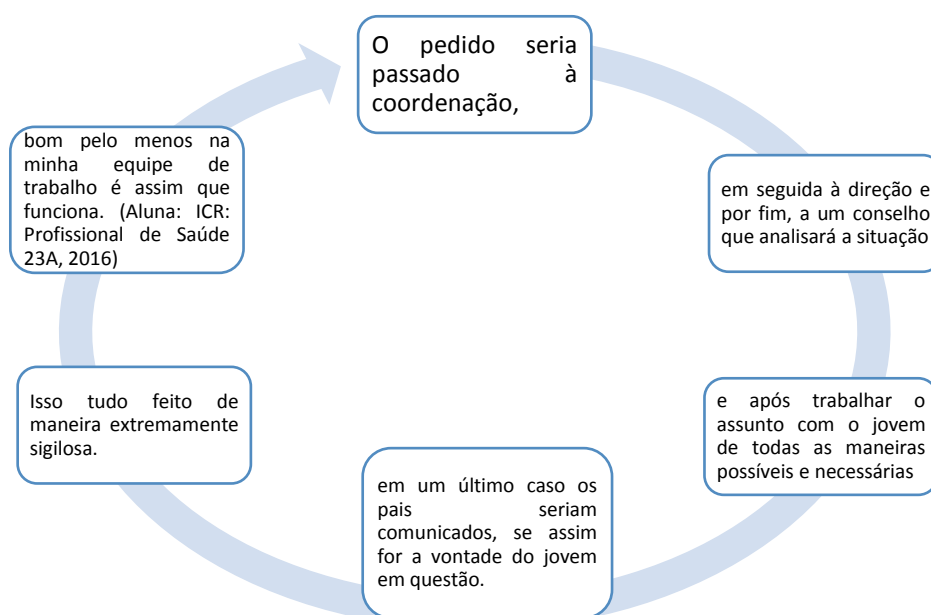 O pedido seria
passado à
coordenação,
em seguida à direção e
por fim, a um conselho
que analisará a situação
e após trabalhar o
assunto com o jovem
de todas as maneiras
possíveis e necessárias
em um último caso os
pais seriam
comunicados, se assim
for a vontade do jovem
em questão.
Isso tudo feito de
maneira extremamente
sigilosa.
bom pelo menos na
minha equipe de
trabalho é assim que
funciona. (Aluna: ICR:
Profissional de Saúde
23A, 2016)